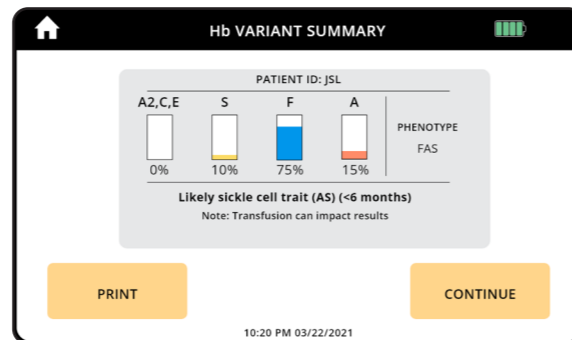 Hb VARIANT SUMMARY
PATIENT ID: JSL
A2,C,E S F A
PHENOTYPE
FAS
0% 10% 75% 15%
Likely sickle cell trait (AS) (<6 months)
Note: Transfusion can impact results
PRINT CONTINUE
10:20 PM 03/22/2021